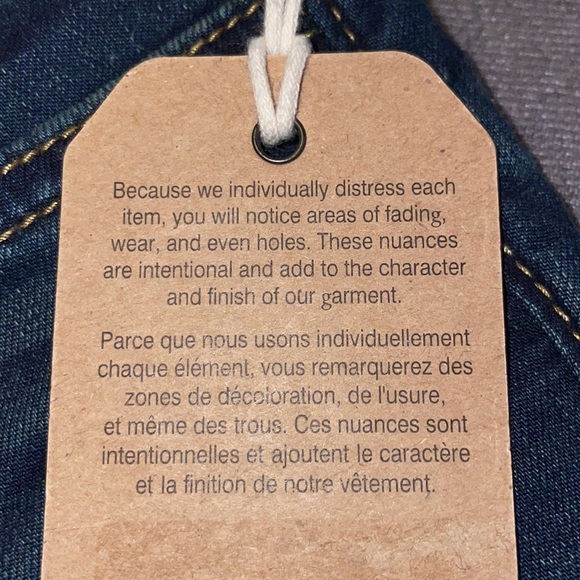 Because we individually distress each
item, you will notice areas of fading,
wear, and even holes. These nuances
are intentional and add to the character
and finish of our garment.
Parce que nous usons individuellement
chaque élément, vous remarquerez des
zones de décoloration, de l'usure,
et même des trous. Ces nuances sont
intentionnelles et ajoutent le caractère
et la finition de notre vêtement.